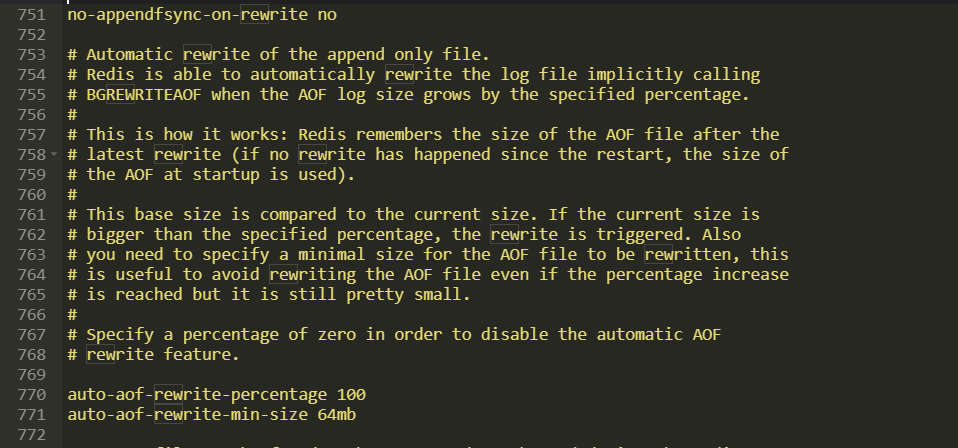 751 no-appendfsync-on-rewrite no
752
753 # Automatic rewrite of the append only file.
754 # Redis is able to automatically rewrite the log file implicitly calling
755 # BGREWRITEAOF when the AOF log size grows by the specified percentage.
756 #
757 # This is how it works: Redis remembers the size of the AOF file after the
758 # latest rewrite (if no rewrite has happened since the restart, the size of
759 # the AOF at startup is used).
760 #
761 # This base size is compared to the current size. If the current size is
762 # bigger than the specified percentage, the rewrite is triggered. Also
763 # you need to specify a minimal size for the AOF file to be rewritten, this
764 # is useful to avoid rewriting the AOF file even if the percentage increase
765 # is reached but it is still pretty small.
766 #
767 # Specify a percentage of zero in order to disable the automatic AOF
768 # rewrite feature.
769
770 auto-aof-rewrite-percentage 100
771 auto-aof-rewrite-min-size 64mb
772